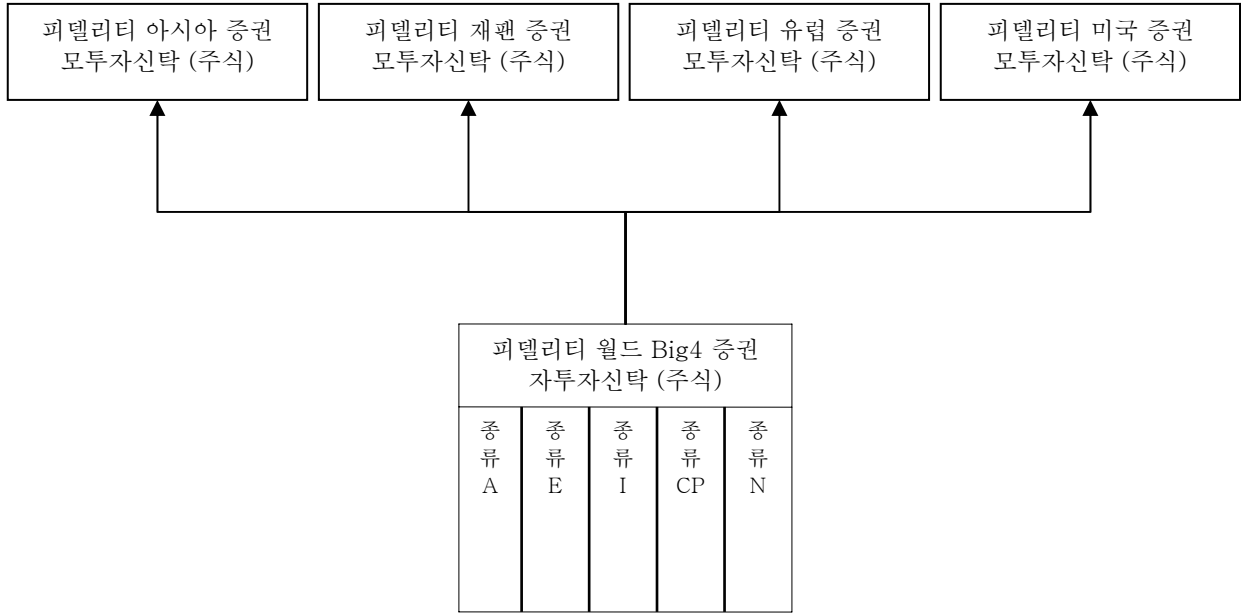 피델리티 아시아 증권
모투자신탁 (주식)
피델리티 재팬 증권
모투자신탁 (주식)
피델리티 유럽 증권
모투자신탁 (주식)
피델리티 미국 증권
모투자신탁 (주식)
피델리티 월드 Big4 증권
자투자신탁 (주식)
종
류
A
종
류
E
종
류
I
종
류
CP
종
류
N